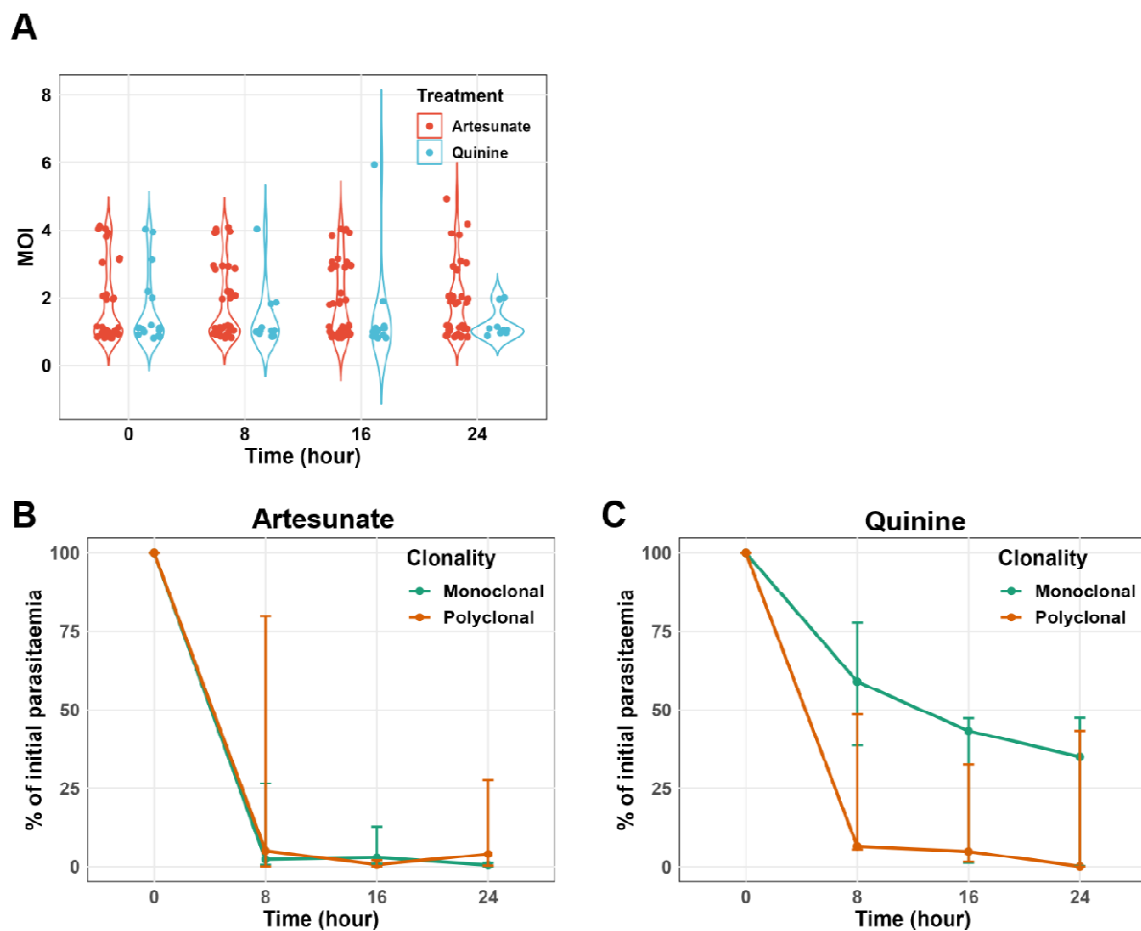 A
MOI
8
6
4
2
0
Treatment
Artesunate
Quinine
0 8 16 24
Time (hour)
B
Artesunate
% of initial parasitaemia
100
75
50
25
0
Clonality
Monoclonal
Polyclonal
0 8 16 24
Time (hour)
C
Quinine
% of initial parasitaemia
100
75
50
25
0
Clonality
Monoclonal
Polyclonal
0 8 16 24
Time (hour)